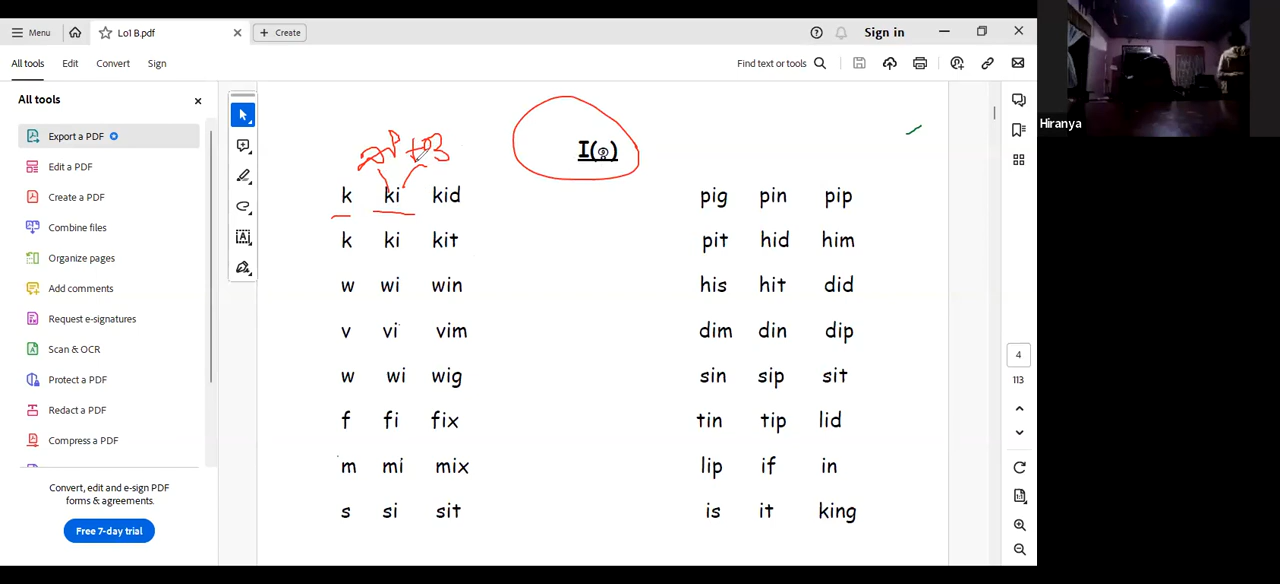 Menu
Lo1 B.pdf
Create
Sign in
All tools
Edit
Convert
Sign
Find text or tools
All tools
Export a PDF
Edit a PDF
Create a PDF
Combine files
Organize pages
Add comments
Request e-signatures
Scan & OCR
Protect a PDF
Redact a PDF
Compress a PDF
Convert, edit and e-sign PDF
forms & agreements.
Free 7-day trial
k ki kid
k ki kit
w wi win
v vi vim
w wi wig
f fi fix
m mi mix
s si sit
pig pin pip
pit hid him
his hit did
dim din dip
sin sip sit
tin tip lid
lip if in
is it king
4
113
Hiranya